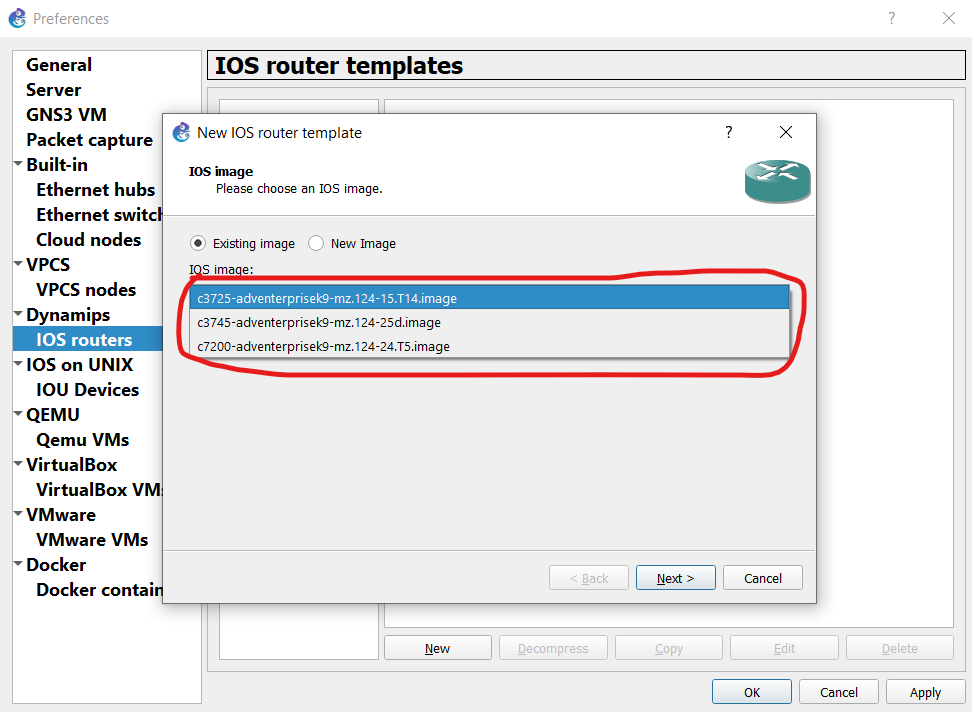 Preferences
?
General
Server
GNS3 VM
Packet capture
Built-in
Ethernet hubs
Ethernet switch
Cloud nodes
VPCS
VPCS nodes
Dynamips
IOS routers
IOS on UNIX
IOU Devices
QEMU
Qemu VMs
VirtualBox
VirtualBox VMs
VMware
VMware VMs
Docker
Docker contain
IOS router templates
New IOS router template
?
IOS image
Please choose an IOS image.
Existing image New Image
IOS image:
c3725-adventerprisek9-mz.124-15.T14.image
c3745-adventerprisek9-mz.124-25d.image
c7200-adventerprisek9-mz.124-24.T5.image
< Back Next > Cancel
New Decompress Copy Edit Delete
OK Cancel Apply